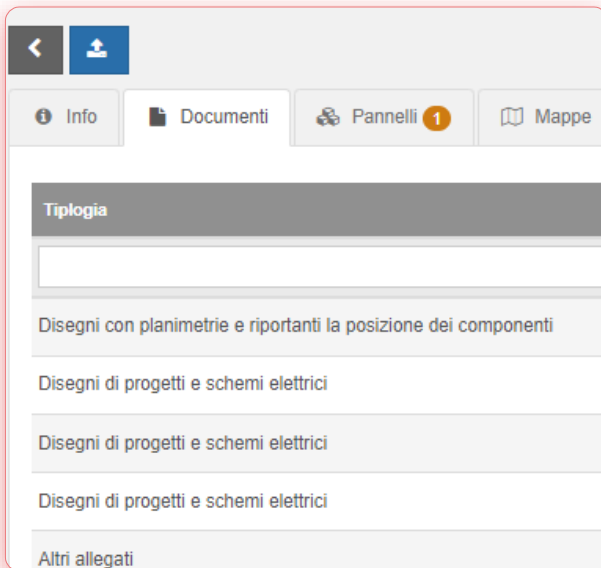 Info Documenti Pannelli 1 Mappe
Tiplogia
Disegni con planimetrie e riportanti la posizione dei componenti
Disegni di progetti e schemi elettrici
Disegni di progetti e schemi elettrici
Disegni di progetti e schemi elettrici
Altri allegati